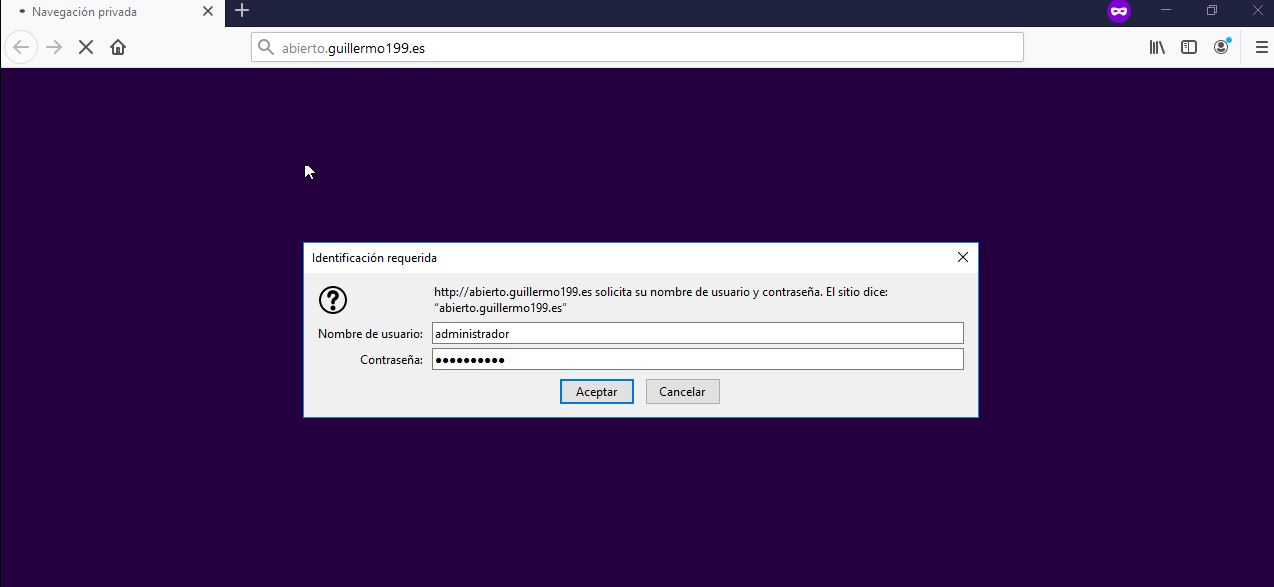 Navegación privada
abierto.guillermo199.es
Identificación requerida
http://abierto.guillermo199.es solicita su nombre de usuario y contraseña. El sitio dice:
“abierto.guillermo199.es”
Nombre de usuario: administrador
Contraseña: ●●●●●●●●●●
Aceptar Cancelar